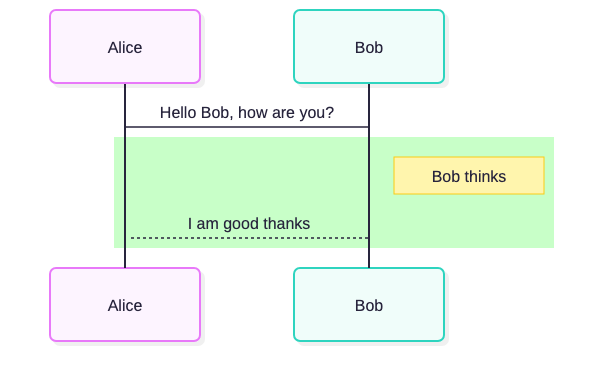 Alice
Bob
Hello Bob, how are you?
Bob thinks
I am good thanks
Alice
Bob